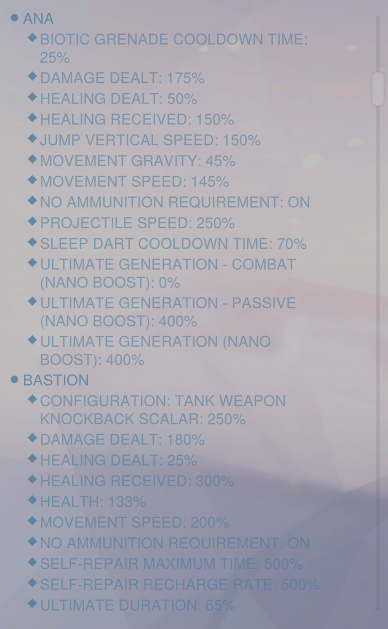 ANA
BIOTIC GRENADE COOLDOWN TIME:
25%
DAMAGE DEALT: 175%
HEALING DEALT: 50%
HEALING RECEIVED: 150%
JUMP VERTICAL SPEED: 150%
MOVEMENT GRAVITY: 45%
MOVEMENT SPEED: 145%
NO AMMUNITION REQUIREMENT: ON
PROJECTILE SPEED: 250%
SLEEP DART COOLDOWN TIME: 70%
ULTIMATE GENERATION - COMBAT
(NANO BOOST): 0%
ULTIMATE GENERATION - PASSIVE
(NANO BOOST): 400%
ULTIMATE GENERATION (NANO
BOOST): 400%
BASTION
CONFIGURATION: TANK WEAPON
KNOCKBACK SCALAR: 250%
DAMAGE DEALT: 180%
HEALING DEALT: 25%
HEALING RECEIVED: 300%
HEALTH: 133%
MOVEMENT SPEED: 200%
NO AMMUNITION REQUIREMENT: ON
SELF-REPAIR MAXIMUM TIME: 500%
SELF-REPAIR RECHARGE RATE: 500%
ULTIMATE DURATION: 65%